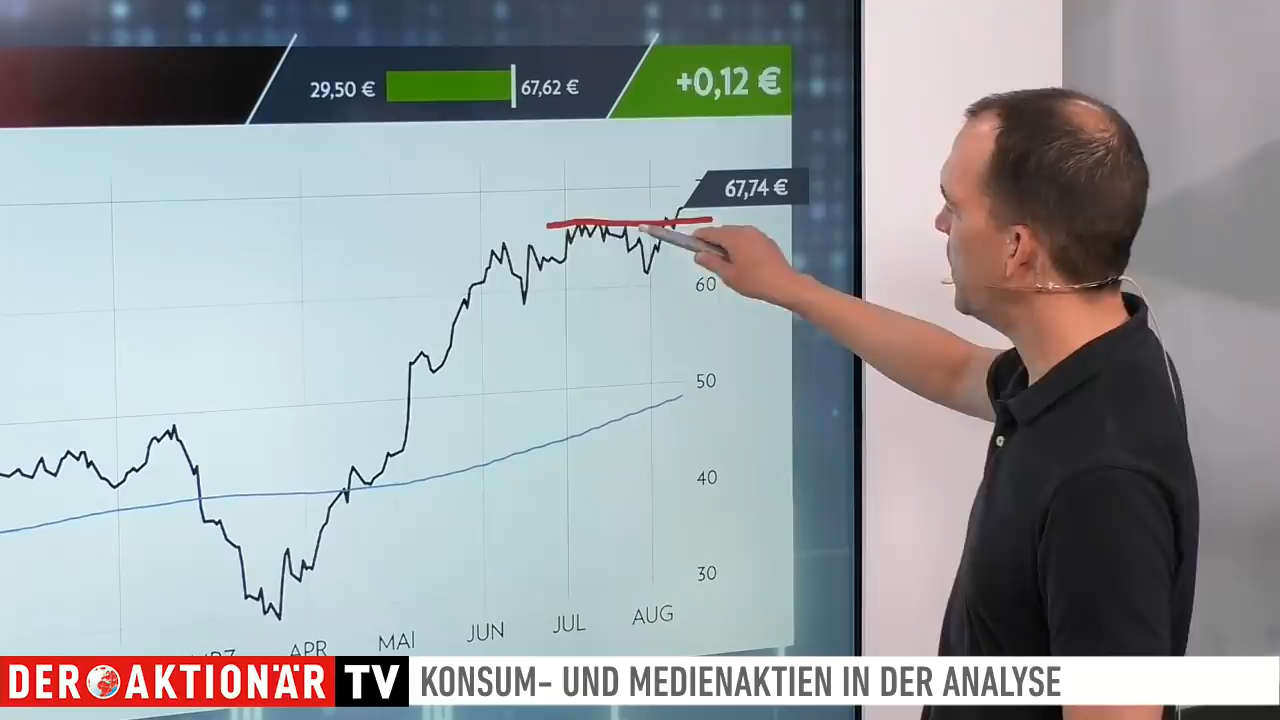 29,50 €
67,62 €
+0,12 €
67,74 €
60
50
40
30
APR
MAI
JUN
JUL
AUG
DER AKTIONÄR TV
KONSUM- UND MEDIENAKTIEN IN DER ANALYSE